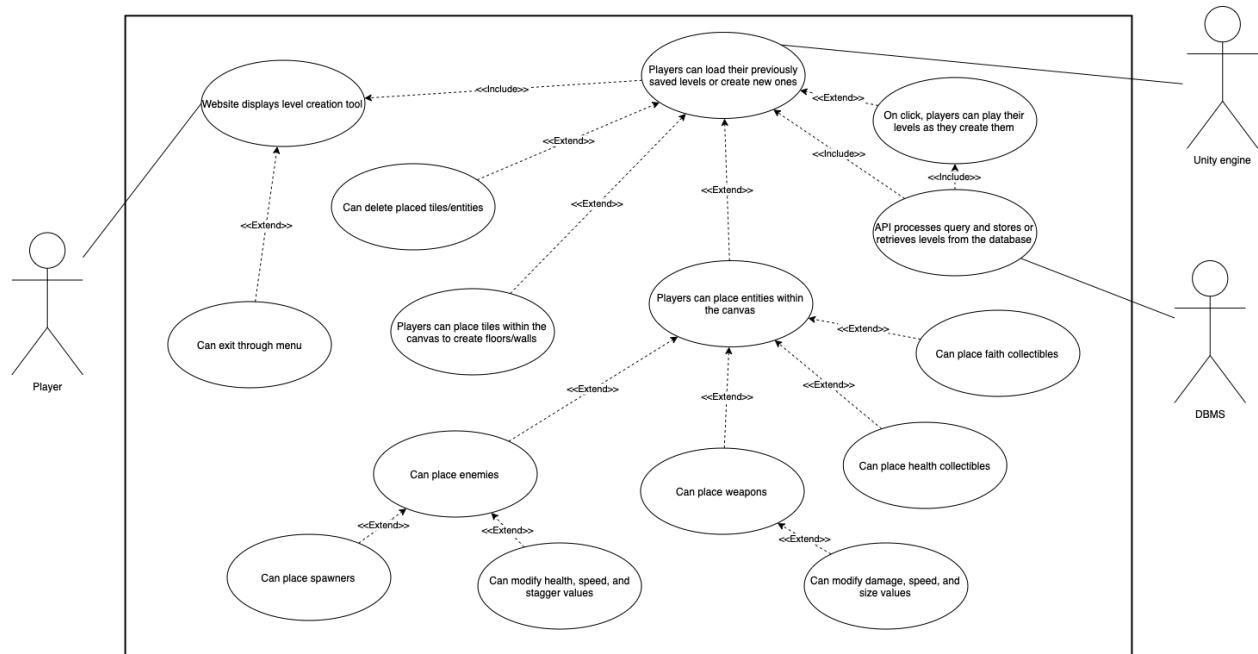 Players can load their previously
saved levels or create new ones
<<Include>>
Website displays level creation tool
<<Extend>>
On click, players can play their
levels as they create them
Unity engine
<<Extend>>
<<Include>>
<<Include>>
Can delete placed tiles/entities
<<Extend>>
<<Extend>>
<<Extend>>
API processes query and stores or
retrieves levels from the database
Players can place entities within
the canvas
Can exit through menu
Players can place tiles within the
canvas to create floors/walls
<<Extend>>
Can place faith collectibles
Player
DBMS
<<Extend>>
<<Extend>>
<<Extend>>
Can place enemies
Can place weapons
Can place health collectibles
<<Extend>>
<<Extend>>
<<Extend>>
Can place spawners
Can modify health, speed, and
stagger values
Can modify damage, speed, and
size values